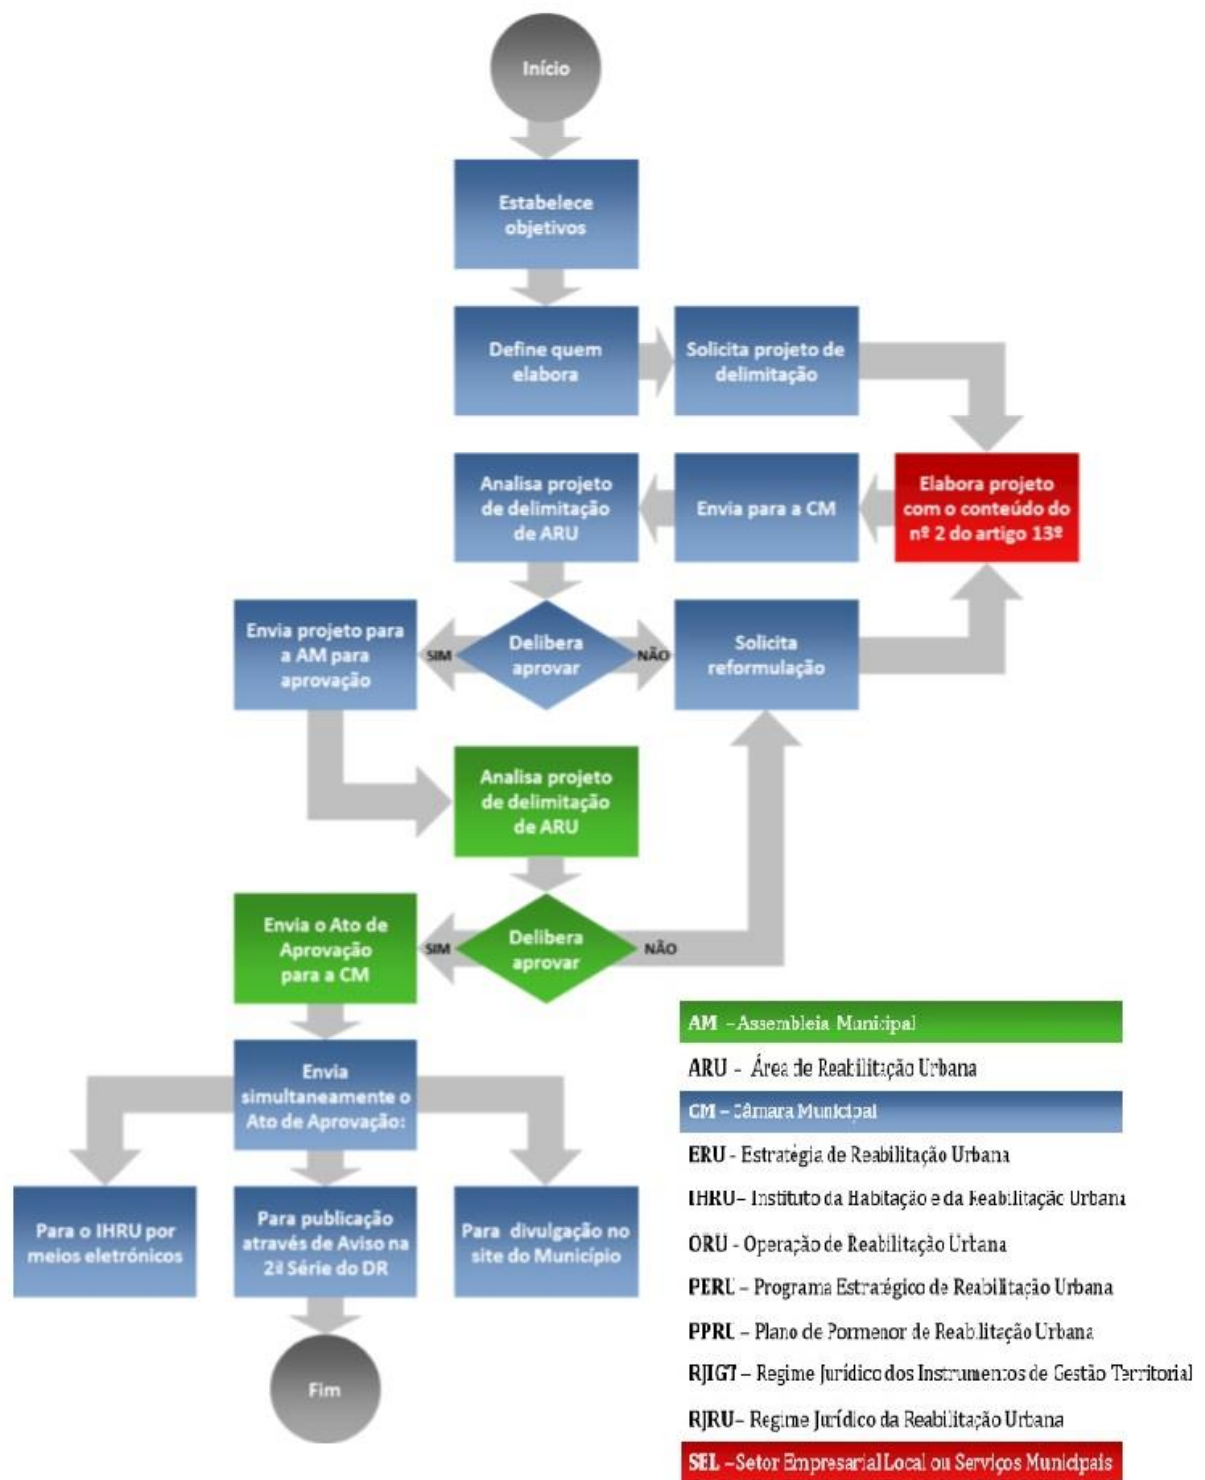 Início
Estabelece
objetivos
Define quem
elabora
Solicita projeto de
delimitação
Analisa projeto
de delimitação
de ARU
Envia para a CM
Elabora projeto
com o conteúdo do
nº 2 do artigo 13º
Envia projeto para
a AM para
aprovação
SIM
Delibera
aprovar
NÃO
Solicita
reformulação
Analisa projeto
de delimitação
de ARU
Envia o Ato de
Aprovação
para a CM
SIM
Delibera
aprovar
NÃO
Envia
simultaneamente o
Ato de Aprovação:
Para o IHRU por
meios eletrónicos
Para publicação
através de Aviso na
2ª Série do DR
Para divulgação no
site do Município
Fim
AM – Assembleia Municipal
ARU – Área de Reabilitação Urbana
CM – Câmara Municipal
ERU - Estratégia de Reabilitação Urbana
IHRU – Instituto da Habitação e da Reabilitação Urbana
ORU - Operação de Reabilitação Urbana
PERU – Programa Estratégico de Reabilitação Urbana
PPRU – Plano de Pormenor de Reabilitação Urbana
RJIGT – Regime Jurídico dos Instrumentos de Gestão Territorial
RJRU – Regime Jurídico da Reabilitação Urbana
SEL – Setor Empresarial Local ou Serviços Municipais